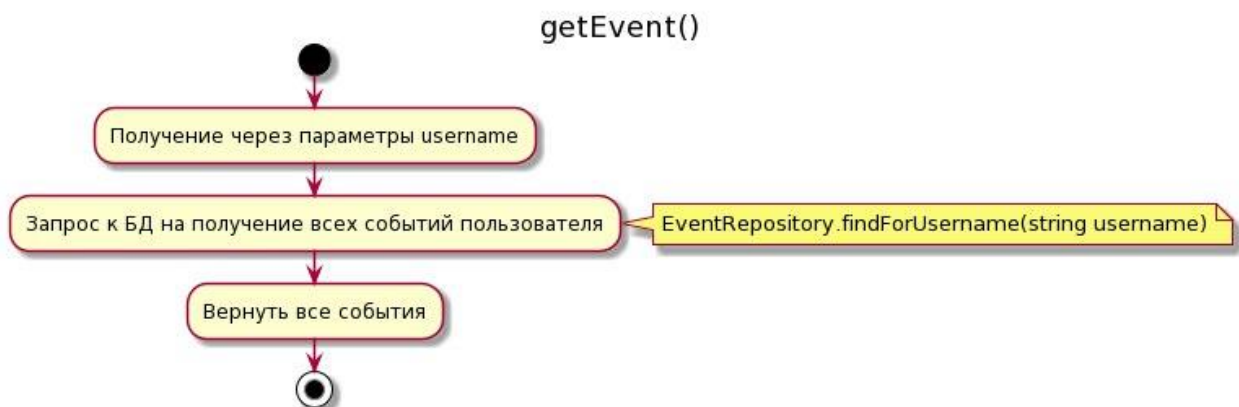 getEvent()
Получение через параметры username
Запрос к БД на получение всех событий пользователя
EventRepository.findForUsername(string username)
Вернуть все события